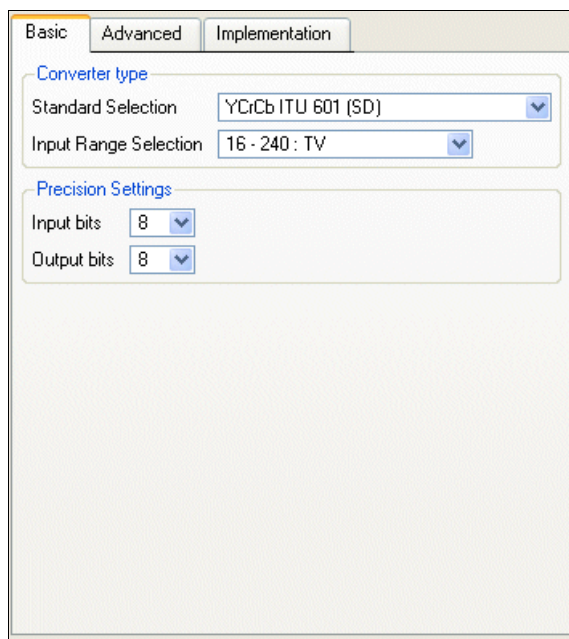 Basic Advanced Implementation
Converter type
Standard Selection YCrCb ITU 601 (SD)
Input Range Selection 16 - 240 : TV
Precision Settings
Input bits 8
Output bits 8